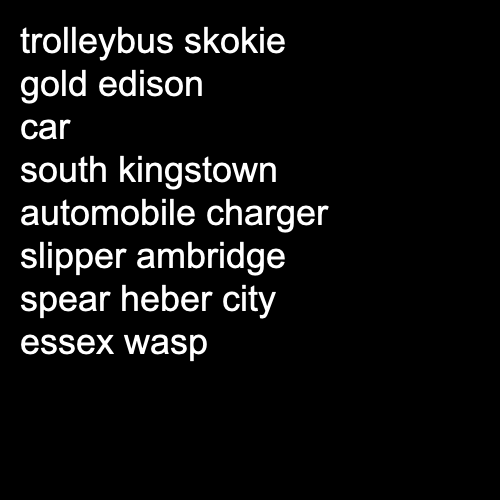 trolleybus skokie
gold edison
car
south kingstown
automobile charger
slipper ambridge
spear heber city
essex wasp